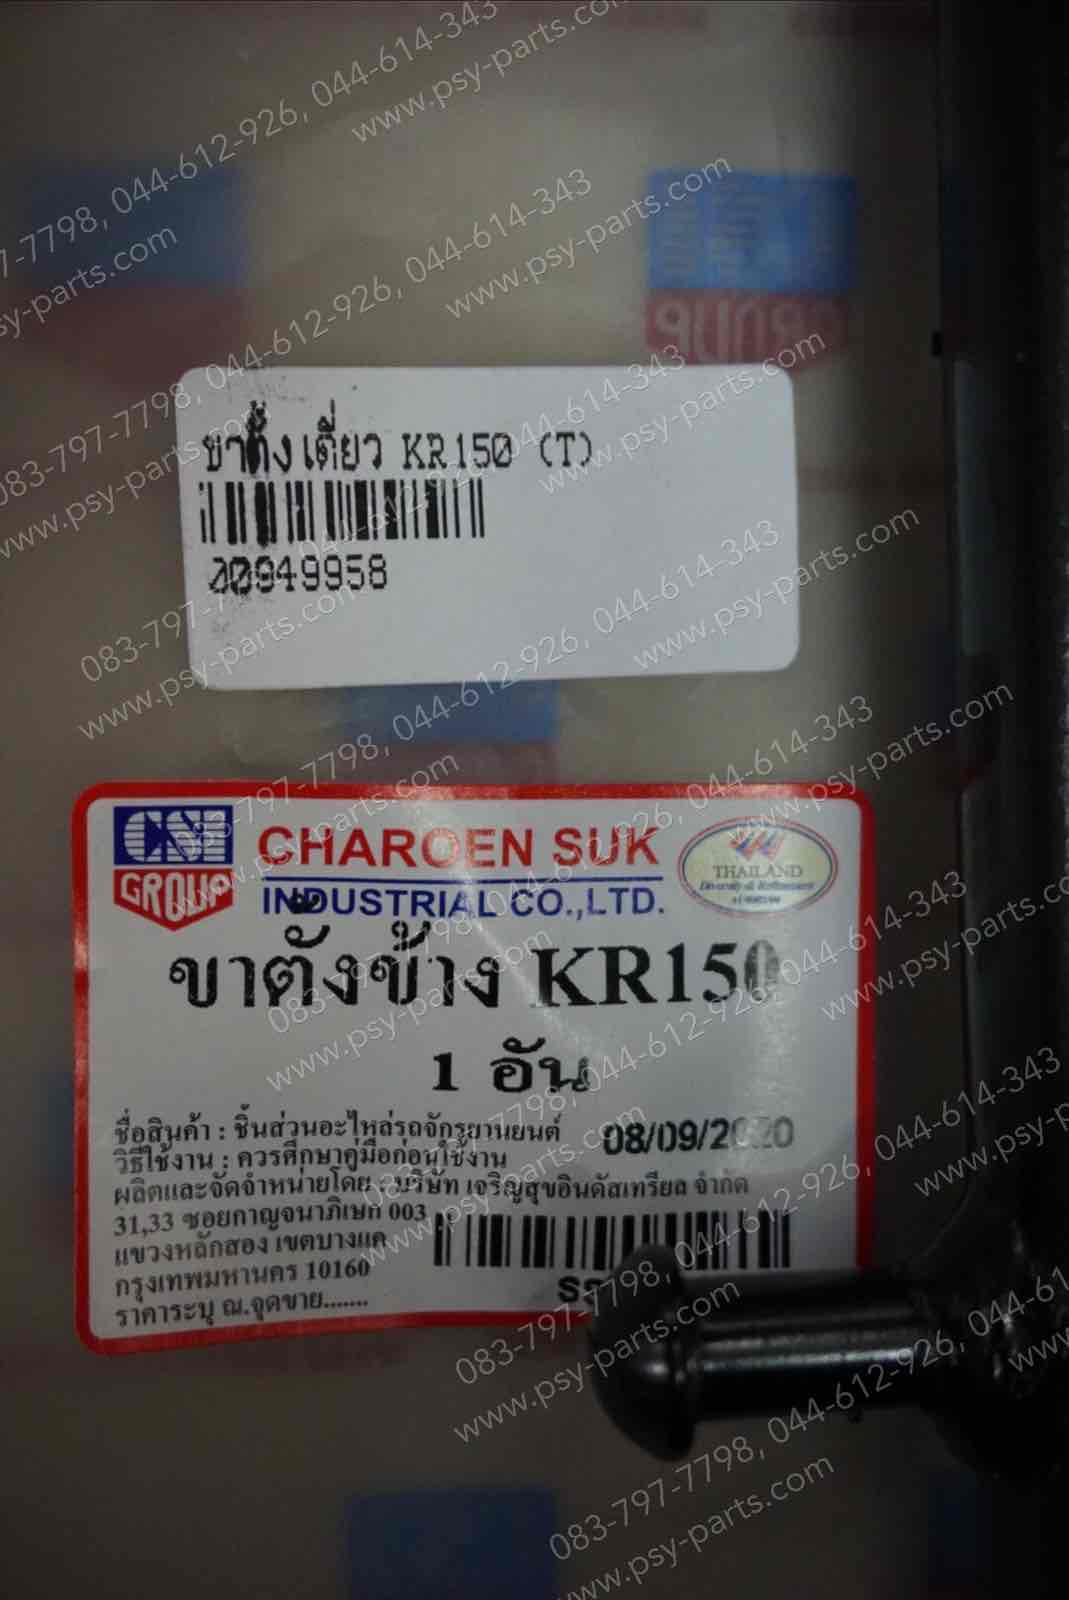 ขาตั้งเดี่ยว KR150 (T)
00949958
CSI
GROUP
CHAROEN SUK
INDUSTRIAL CO.,LTD.
THAILAND
Diversity & Refinement
ขาตั้งข้าง KR150
1 อัน
ชื่อสินค้า : ชิ้นส่วนอะไหล่รถจักรยานยนต์
08/09/2020
วิธีใช้งาน : ควรศึกษาคู่มือก่อนใช้งาน
ผลิตและจัดจำหน่ายโดย : บริษัท เจริญสุขอินดัสเทรียล จำกัด
31,33 ซอยกาญจนาภิเษก 003
แขวงหลักสอง เขตบางแค
กรุงเทพมหานคร 10160
ราคาระบุ ณ.จุดขาย.......
083-797-7798, 044-612-926, 044-614-343
www.psy-parts.com